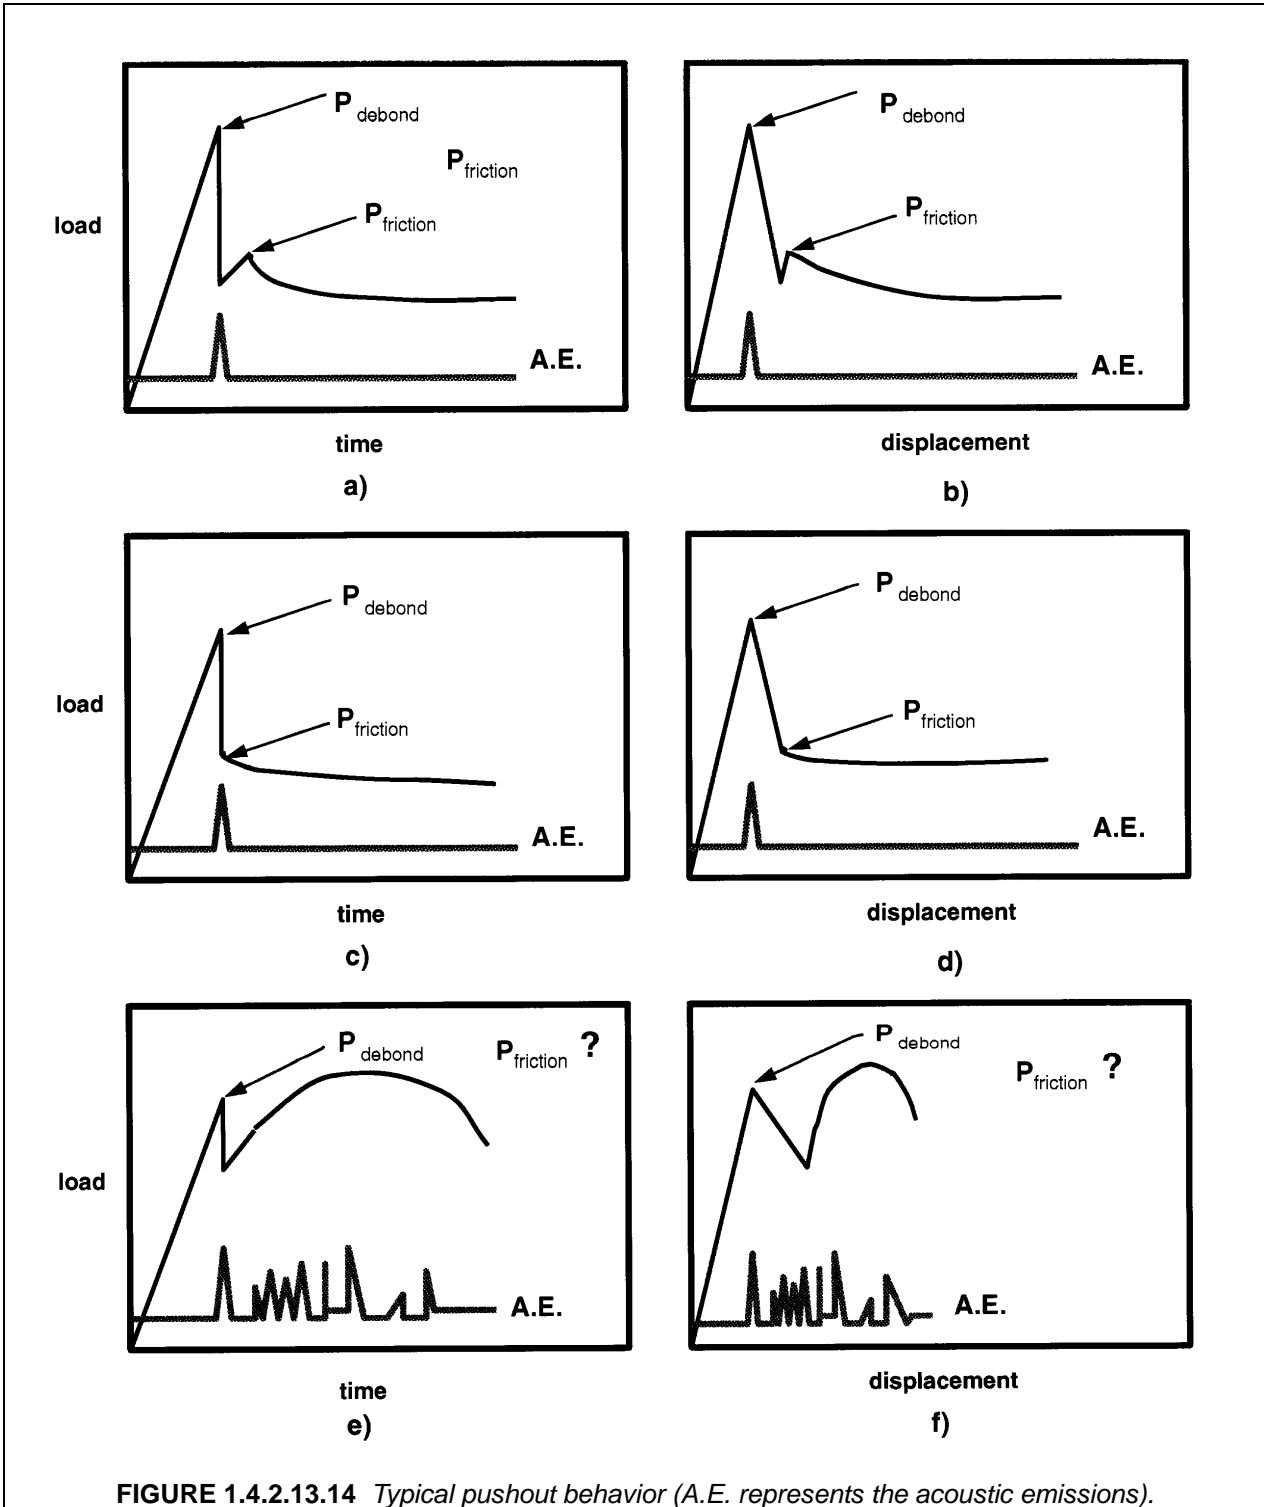 P debond
P friction
P friction
load
A.E.
time
a)
P debond
P friction
A.E.
displacement
b)
P debond
P friction
load
A.E.
time
c)
P debond
P friction
A.E.
displacement
d)
P debond
P friction ?
load
A.E.
time
e)
P debond
P friction ?
A.E.
displacement
f)
FIGURE 1.4.2.13.14 Typical pushout behavior (A.E. represents the acoustic emissions).